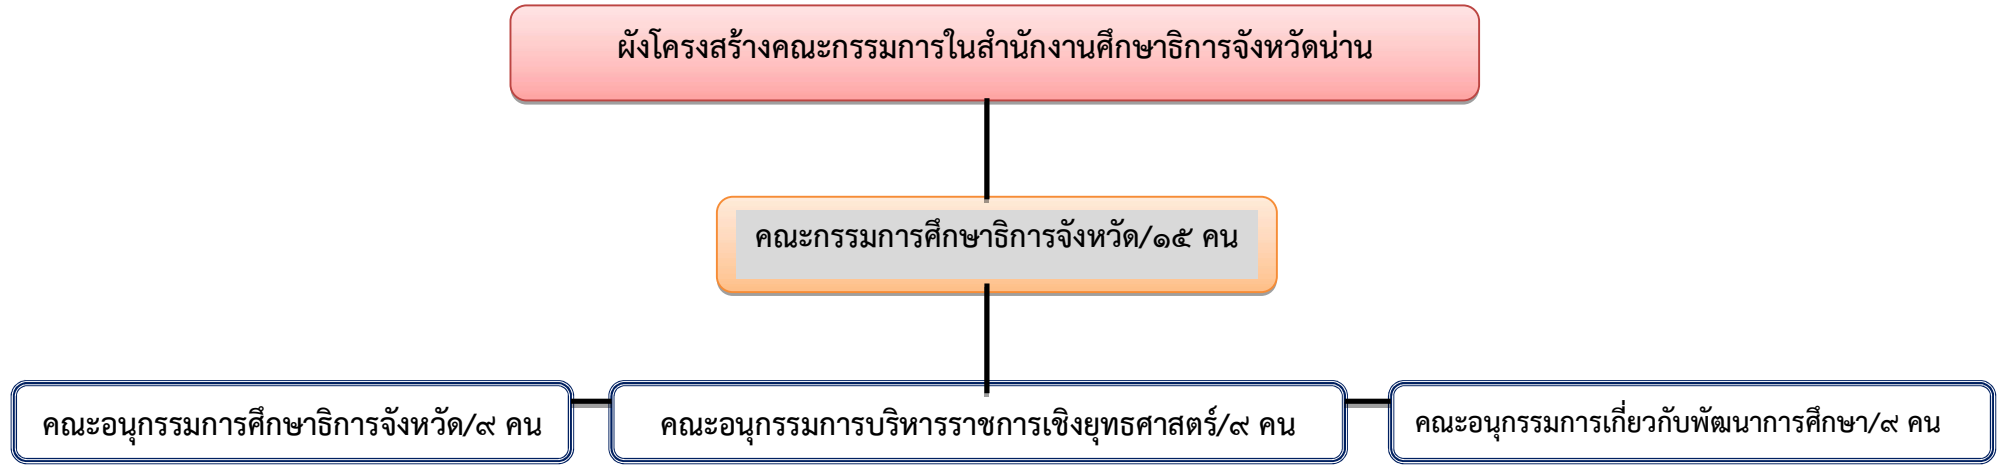 ผังโครงสร้างคณะกรรมการในสำนักงานศึกษาธิการจังหวัดน่าน
คณะกรรมการศึกษาธิการจังหวัด/๑๕ คน
คณะอนุกรรมการศึกษาธิการจังหวัด/๙ คน
คณะอนุกรรมการบริหารราชการเชิงยุทธศาสตร์/๙ คน
คณะอนุกรรมการเกี่ยวกับพัฒนาการศึกษา/๙ คน